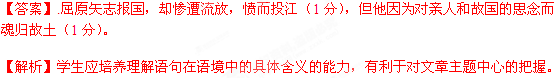 【答案】.屈原矢志报国，却惨遭流放，愤而投江（1 分），但他因为对亲人和故国的思念而
魂归故土（1 分）。
【解析】学生应培养理解语句在语境中的具体含义的能力，有利于对文章主题中心的把握。